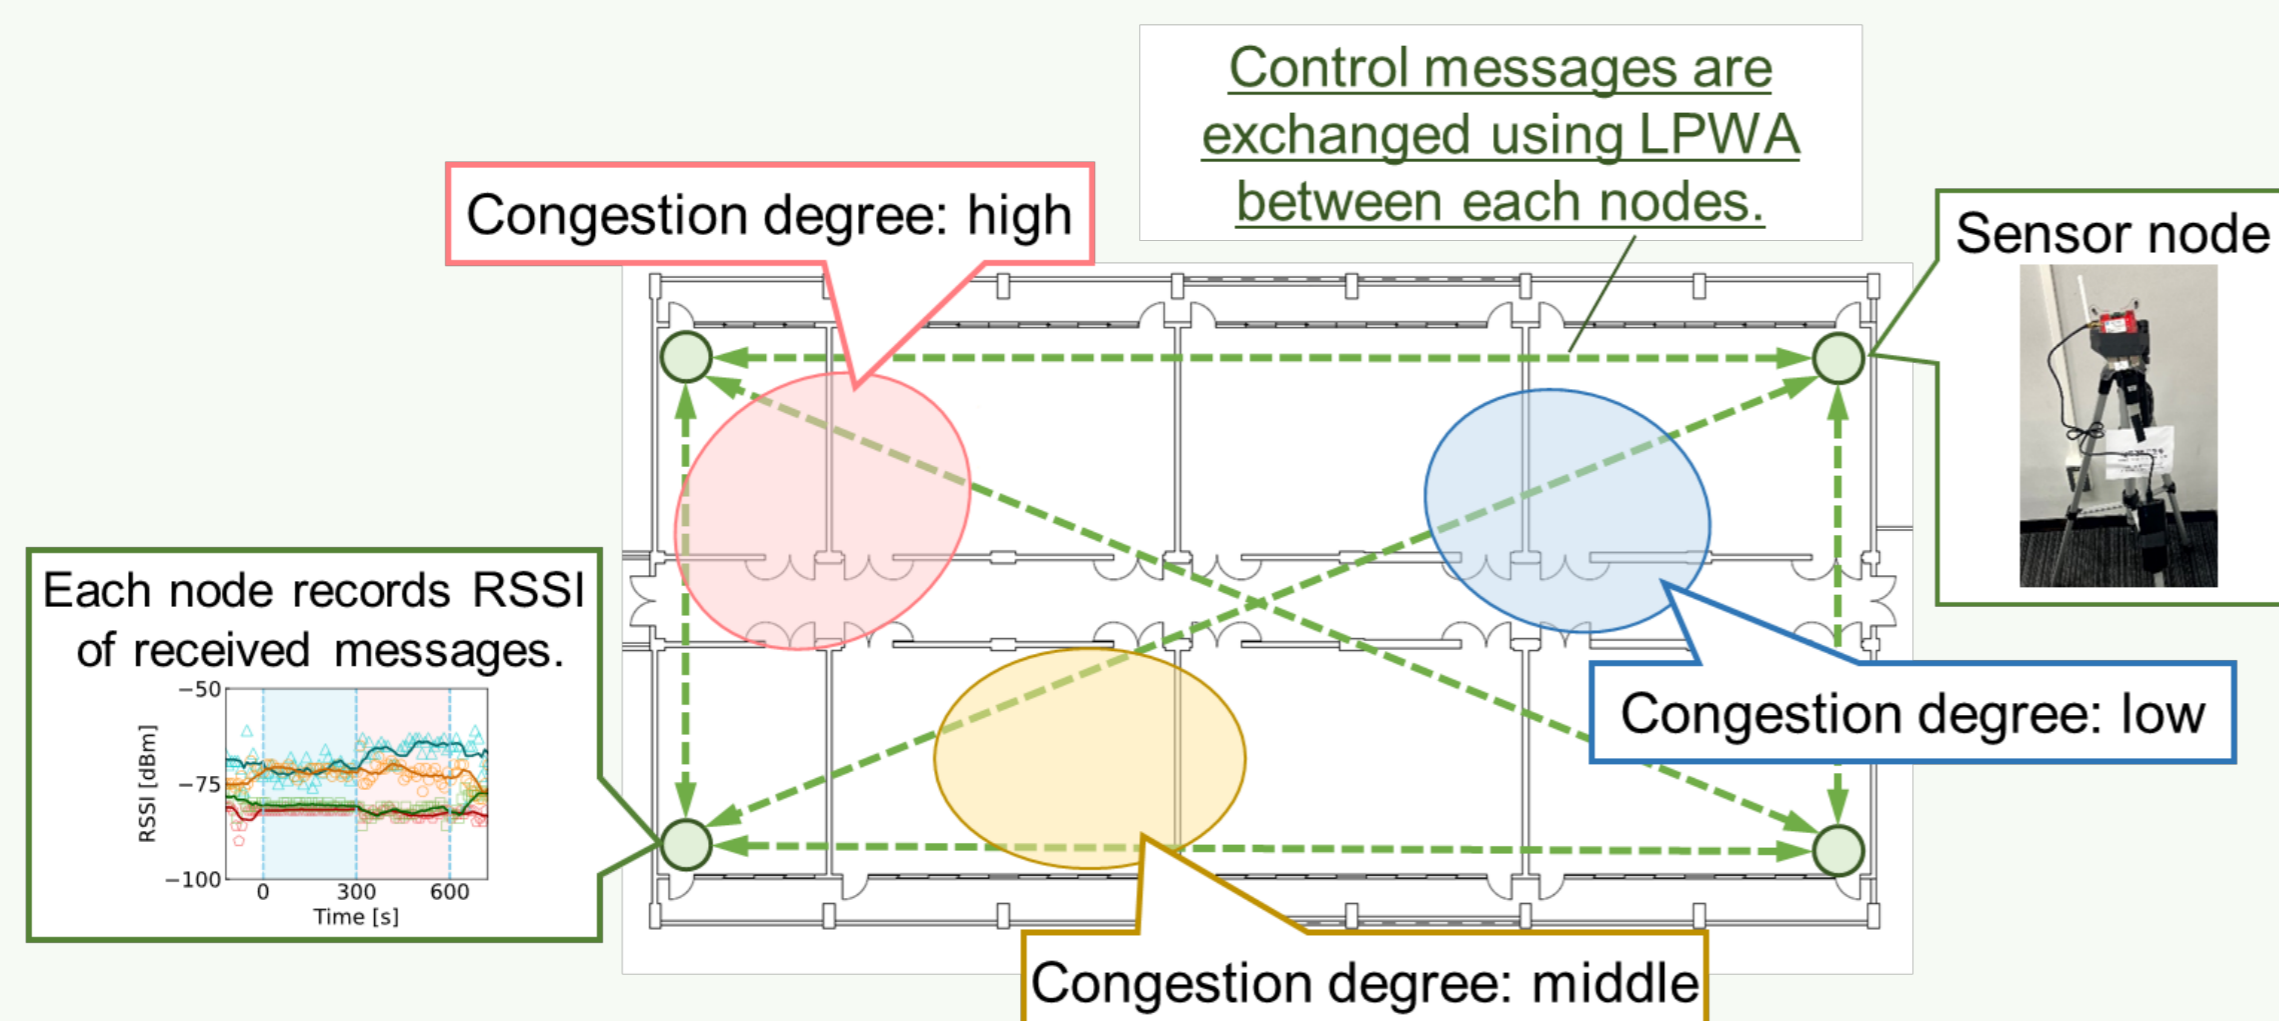 Control messages are
exchanged using LPWA
between each nodes.
Congestion degree: high
Sensor node
Each node records RSSI
of received messages.
−50
−75
−100
RSSI [dBm]
0 300 600
Time [s]
Congestion degree: low
Congestion degree: middle